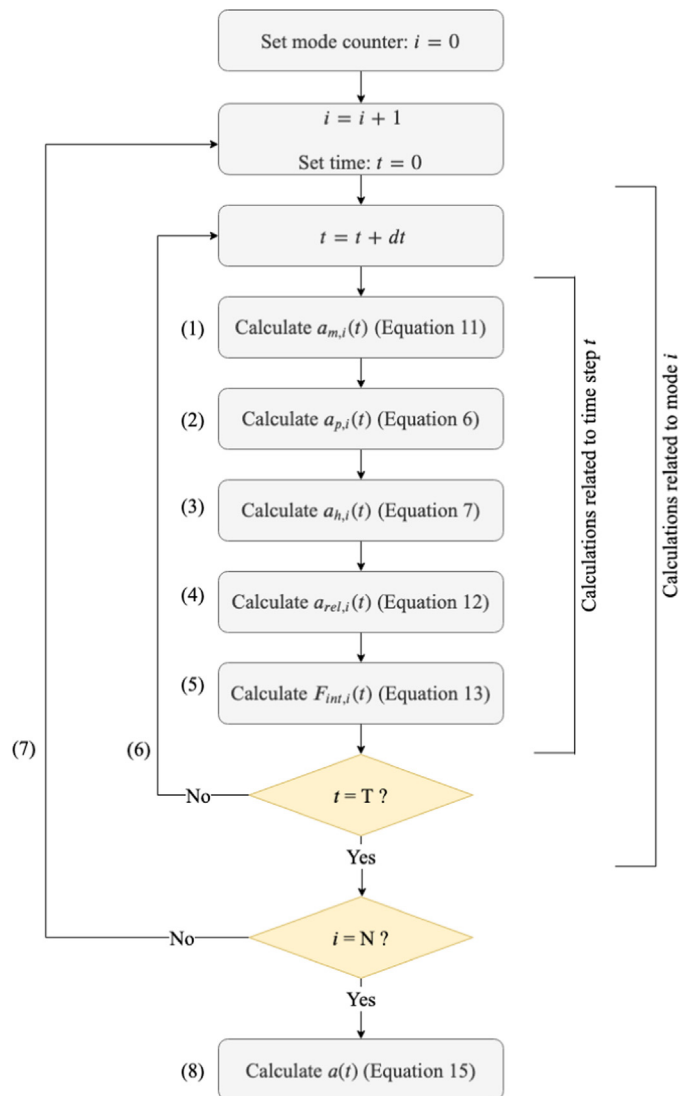 Set mode counter: i = 0
i = i + 1
Set time: t = 0
t = t + dt
(1) Calculate a_{m,i}(t) (Equation 11)
(2) Calculate a_{p,i}(t) (Equation 6)
(3) Calculate a_{h,i}(t) (Equation 7)
(4) Calculate a_{rel,i}(t) (Equation 12)
(5) Calculate F_{int,i}(t) (Equation 13)
Calculations related to time step t
Calculations related to mode i
(7)
(6)
No
t = T ?
Yes
No
i = N ?
Yes
(8) Calculate a(t) (Equation 15)